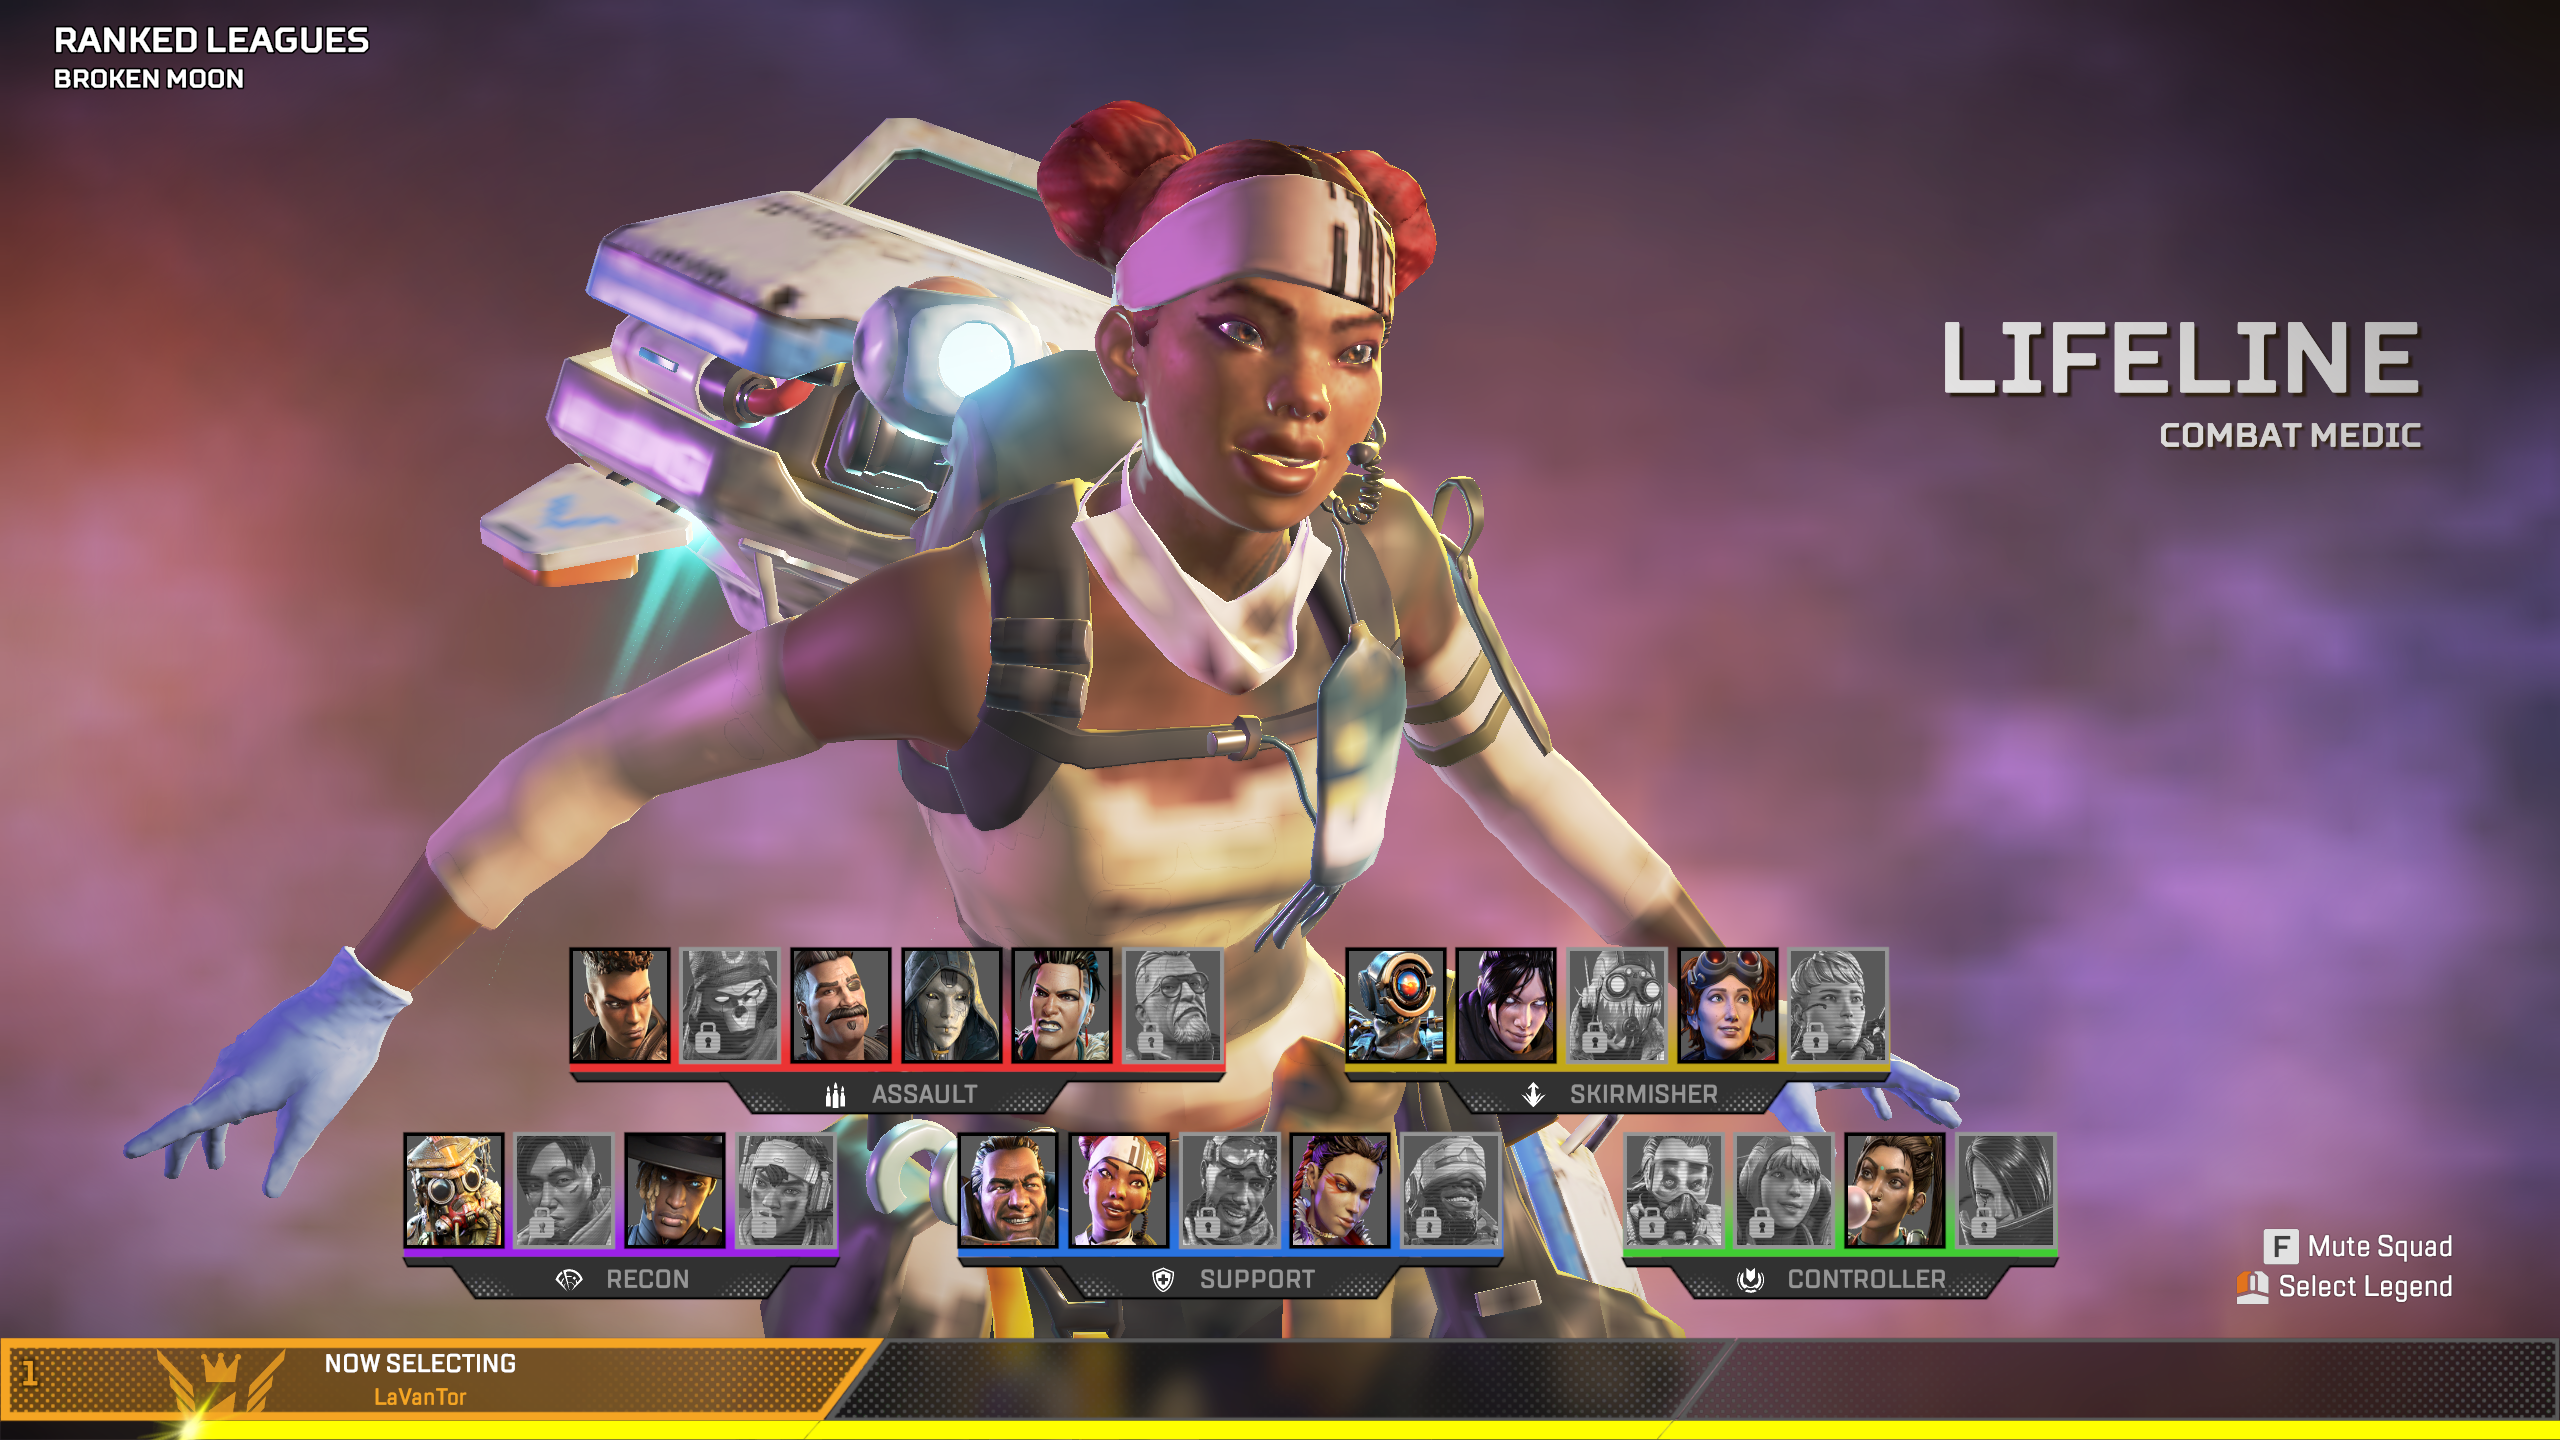 RANKED LEAGUES
BROKEN MOON
LIFELINE
COMBAT MEDIC
ASSAULT
SKIRMISHER
RECON
SUPPORT
CONTROLLER
F Mute Squad
Select Legend
1
NOW SELECTING
LaVanTor